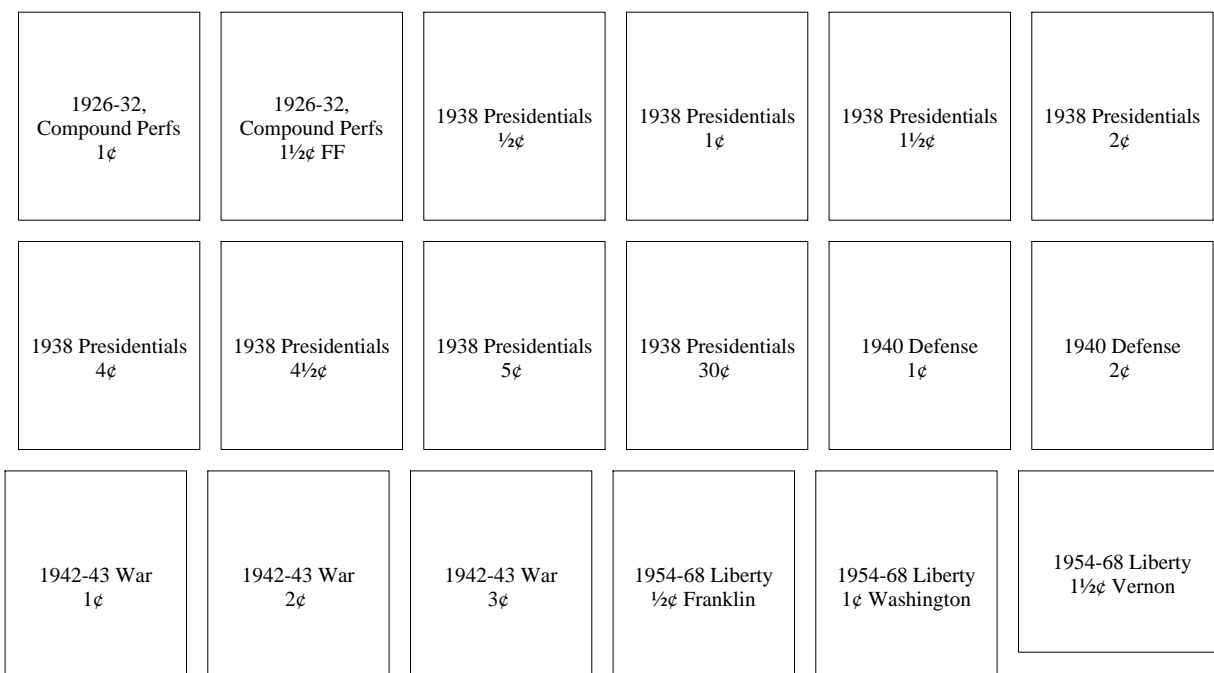 1926-32,
Compound Perfs
1¢
1926-32,
Compound Perfs
1½¢ FF
1938 Presidentials
½¢
1938 Presidentials
1¢
1938 Presidentials
1½¢
1938 Presidentials
2¢
1938 Presidentials
4¢
1938 Presidentials
4½¢
1938 Presidentials
5¢
1938 Presidentials
30¢
1940 Defense
1¢
1940 Defense
2¢
1942-43 War
1¢
1942-43 War
2¢
1942-43 War
3¢
1954-68 Liberty
½¢ Franklin
1954-68 Liberty
1¢ Washington
1954-68 Liberty
1½¢ Vernon